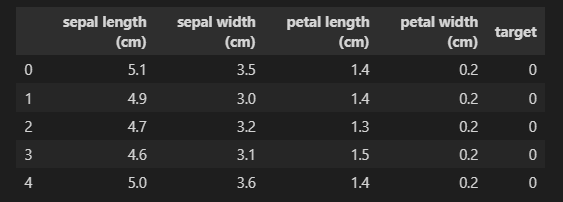 sepal length (cm) sepal width (cm) petal length (cm) petal width (cm) target
0 5.1 3.5 1.4 0.2 0
1 4.9 3.0 1.4 0.2 0
2 4.7 3.2 1.3 0.2 0
3 4.6 3.1 1.5 0.2 0
4 5.0 3.6 1.4 0.2 0